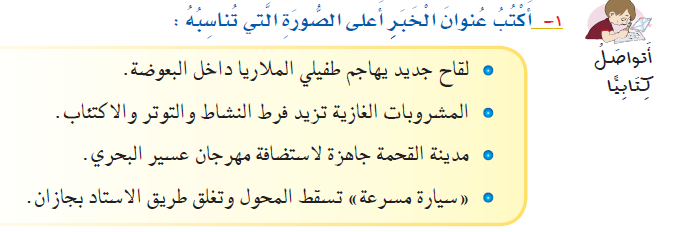 ١- أَكْتُبُ عُنوانَ الْخَبَرِ أَعلى الصُّورَةِ الَّتي تُناسِبُهُ :
أَتواصَلُ
كِتابِيًّا
• لقاح جديد يهاجم طفيلي الملاريا داخل البعوضة.
• المشروبات الغازية تزيد فرط النشاط والتوتر والاكتئاب.
• مدينة القحمة جاهزة لاستضافة مهرجان عسير البحري.
• «سيارة مسرعة» تسقط المحول وتغلق طريق الاستاد بجازان.